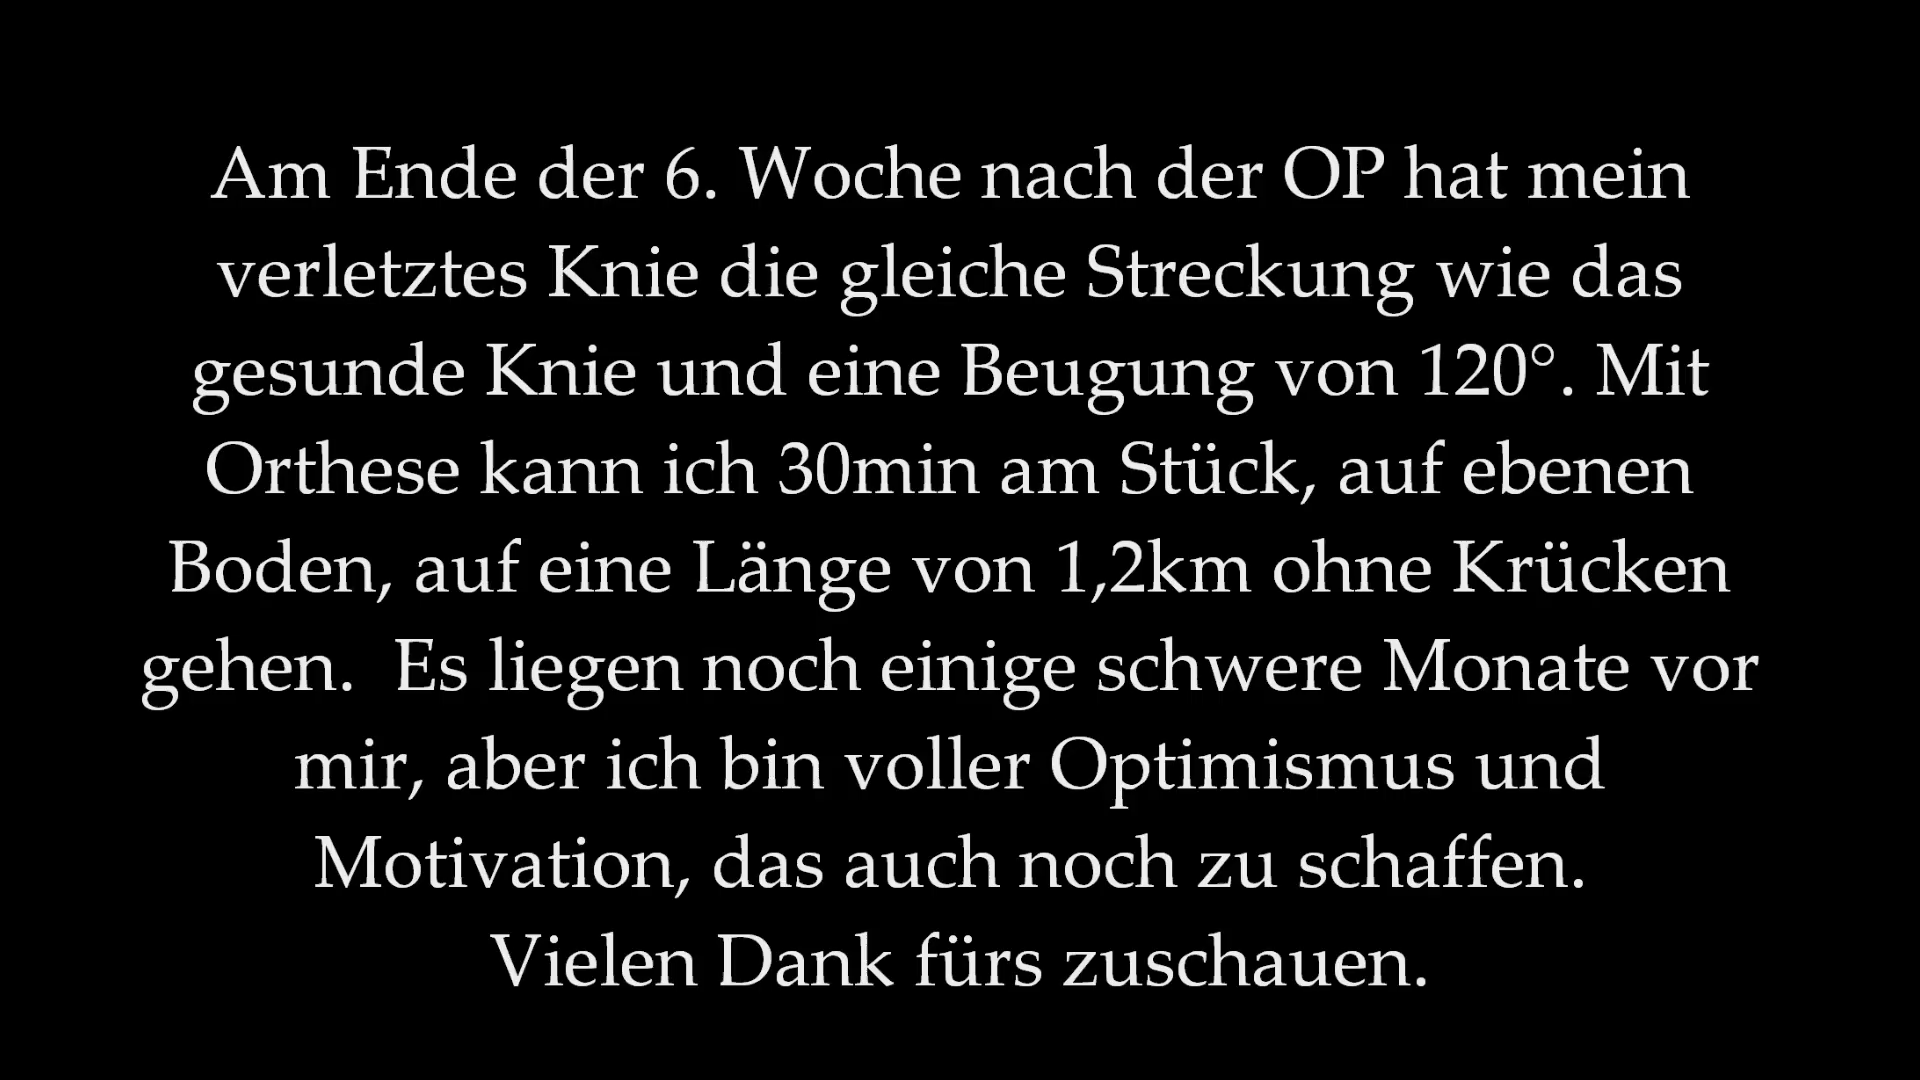 Am Ende der 6. Woche nach der OP hat mein
verletztes Knie die gleiche Streckung wie das
gesunde Knie und eine Beugung von 120°. Mit
Orthese kann ich 30min am Stück, auf ebenen
Boden, auf eine Länge von 1,2km ohne Krücken
gehen.  Es liegen noch einige schwere Monate vor
mir, aber ich bin voller Optimismus und
Motivation, das auch noch zu schaffen.
Vielen Dank fürs zuschauen.